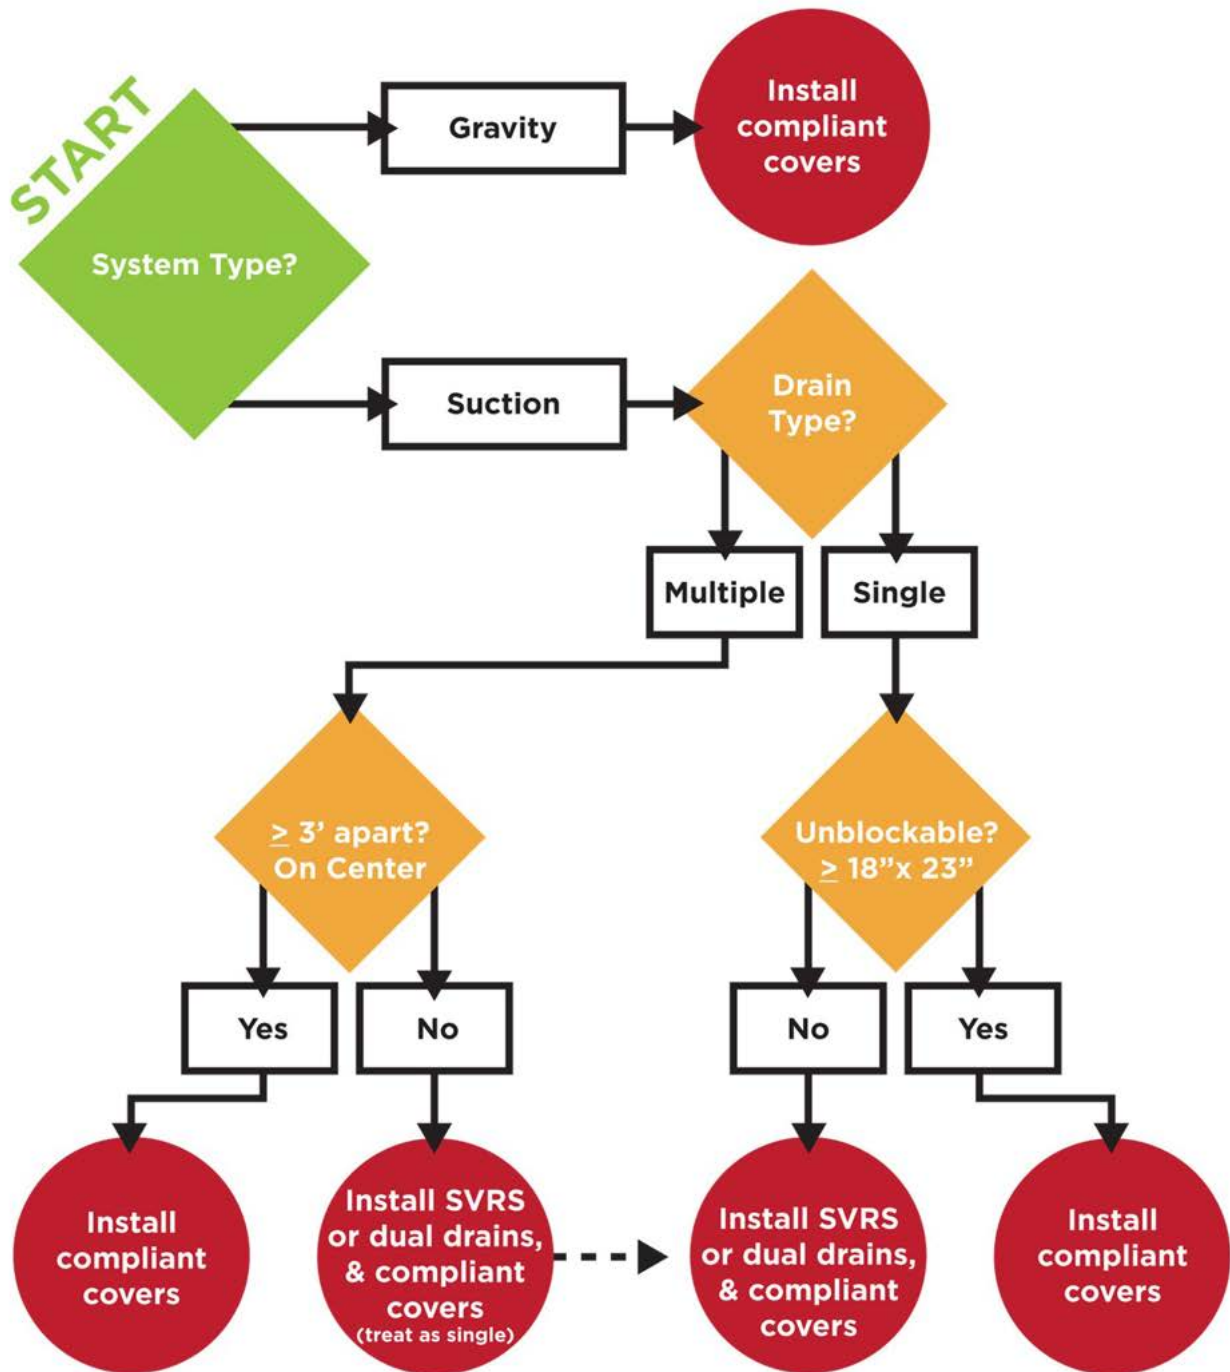 START
System Type?
Gravity
Install
compliant
covers
Suction
Drain
Type?
Multiple
Single
≥ 3’ apart?
On Center
Unblockable?
≥ 18”x 23”
Yes
No
No
Yes
Install
compliant
covers
Install SVRS
or dual drains,
& compliant
covers
(treat as single)
Install SVRS
or dual drains,
& compliant
covers
Install
compliant
covers